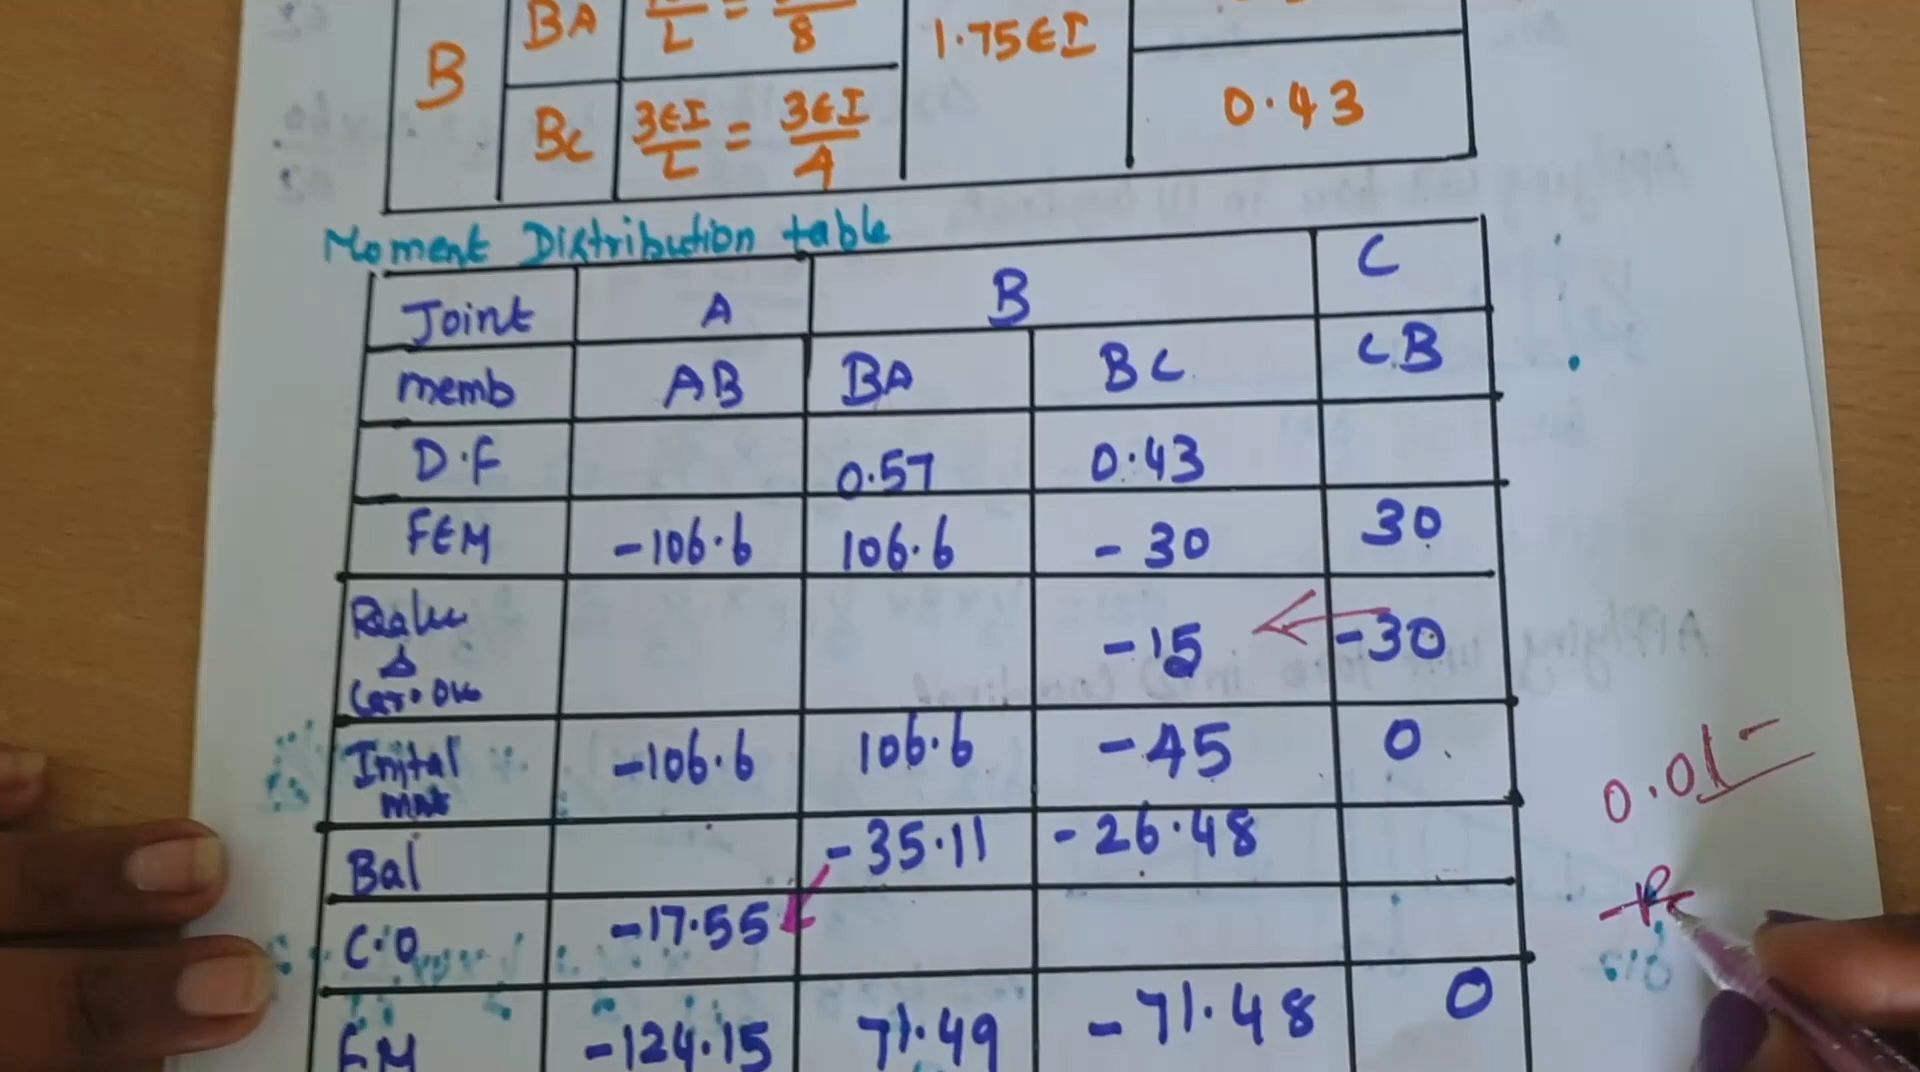 B BA L = 8 1.75EI
BC 3EI/L = 3EI/4 0.43
Moment Distribution table
Joint A B C
memb AB BA BC CB
D.F 0.57 0.43
FEM -106.6 106.6 -30 30
-15 -30
Inital -106.6 106.6 -45 0
Bal -35.11 -26.48
C.O -17.55
FM -124.15 71.49 -71.48 0
0.01